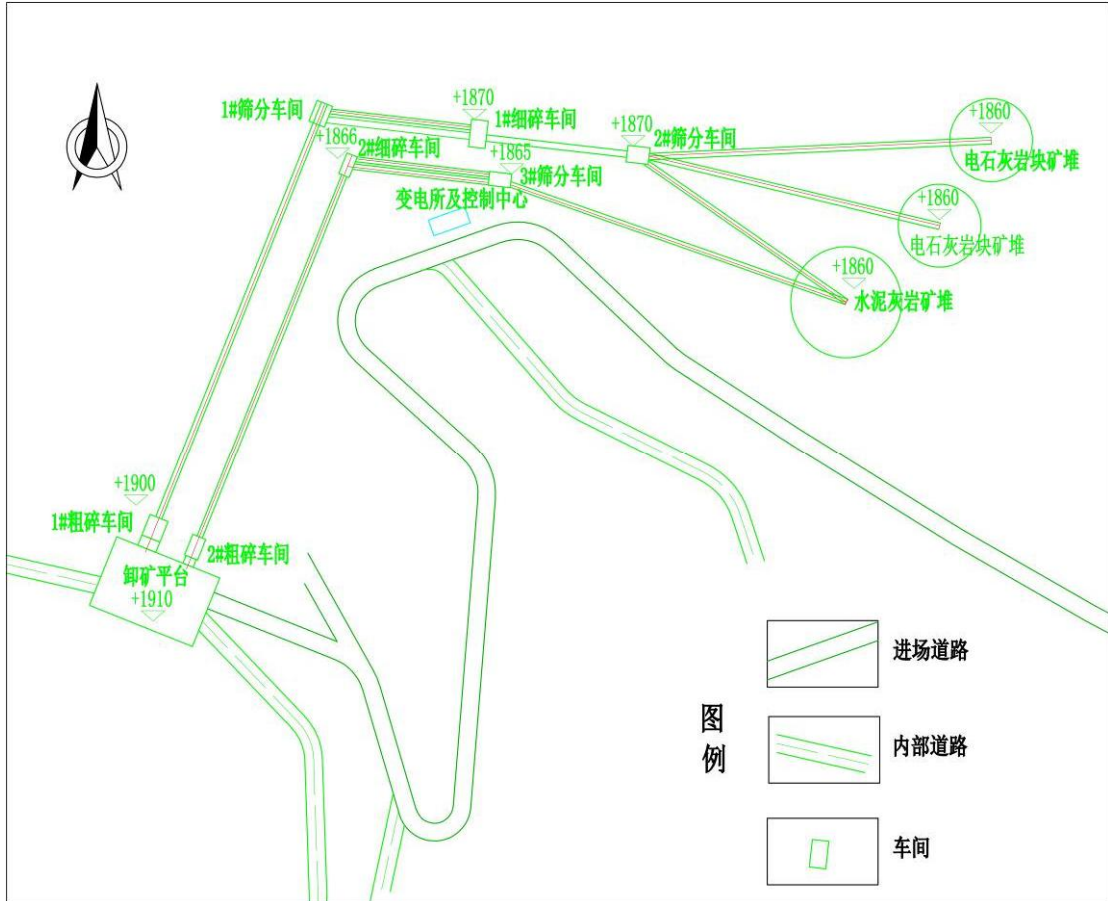 +1870
+1860
1#筛分车间
1#细碎车间
+1870
+1866
2#细碎车间
2#筛分车间
+1865
电石灰岩块矿堆
3#筛分车间
变电所及控制中心
+1860
电石灰岩块矿堆
+1860
水泥灰岩矿堆
+1900
1#粗碎车间
2#粗碎车间
卸矿平台
+1910
图例
进场道路
内部道路
车间